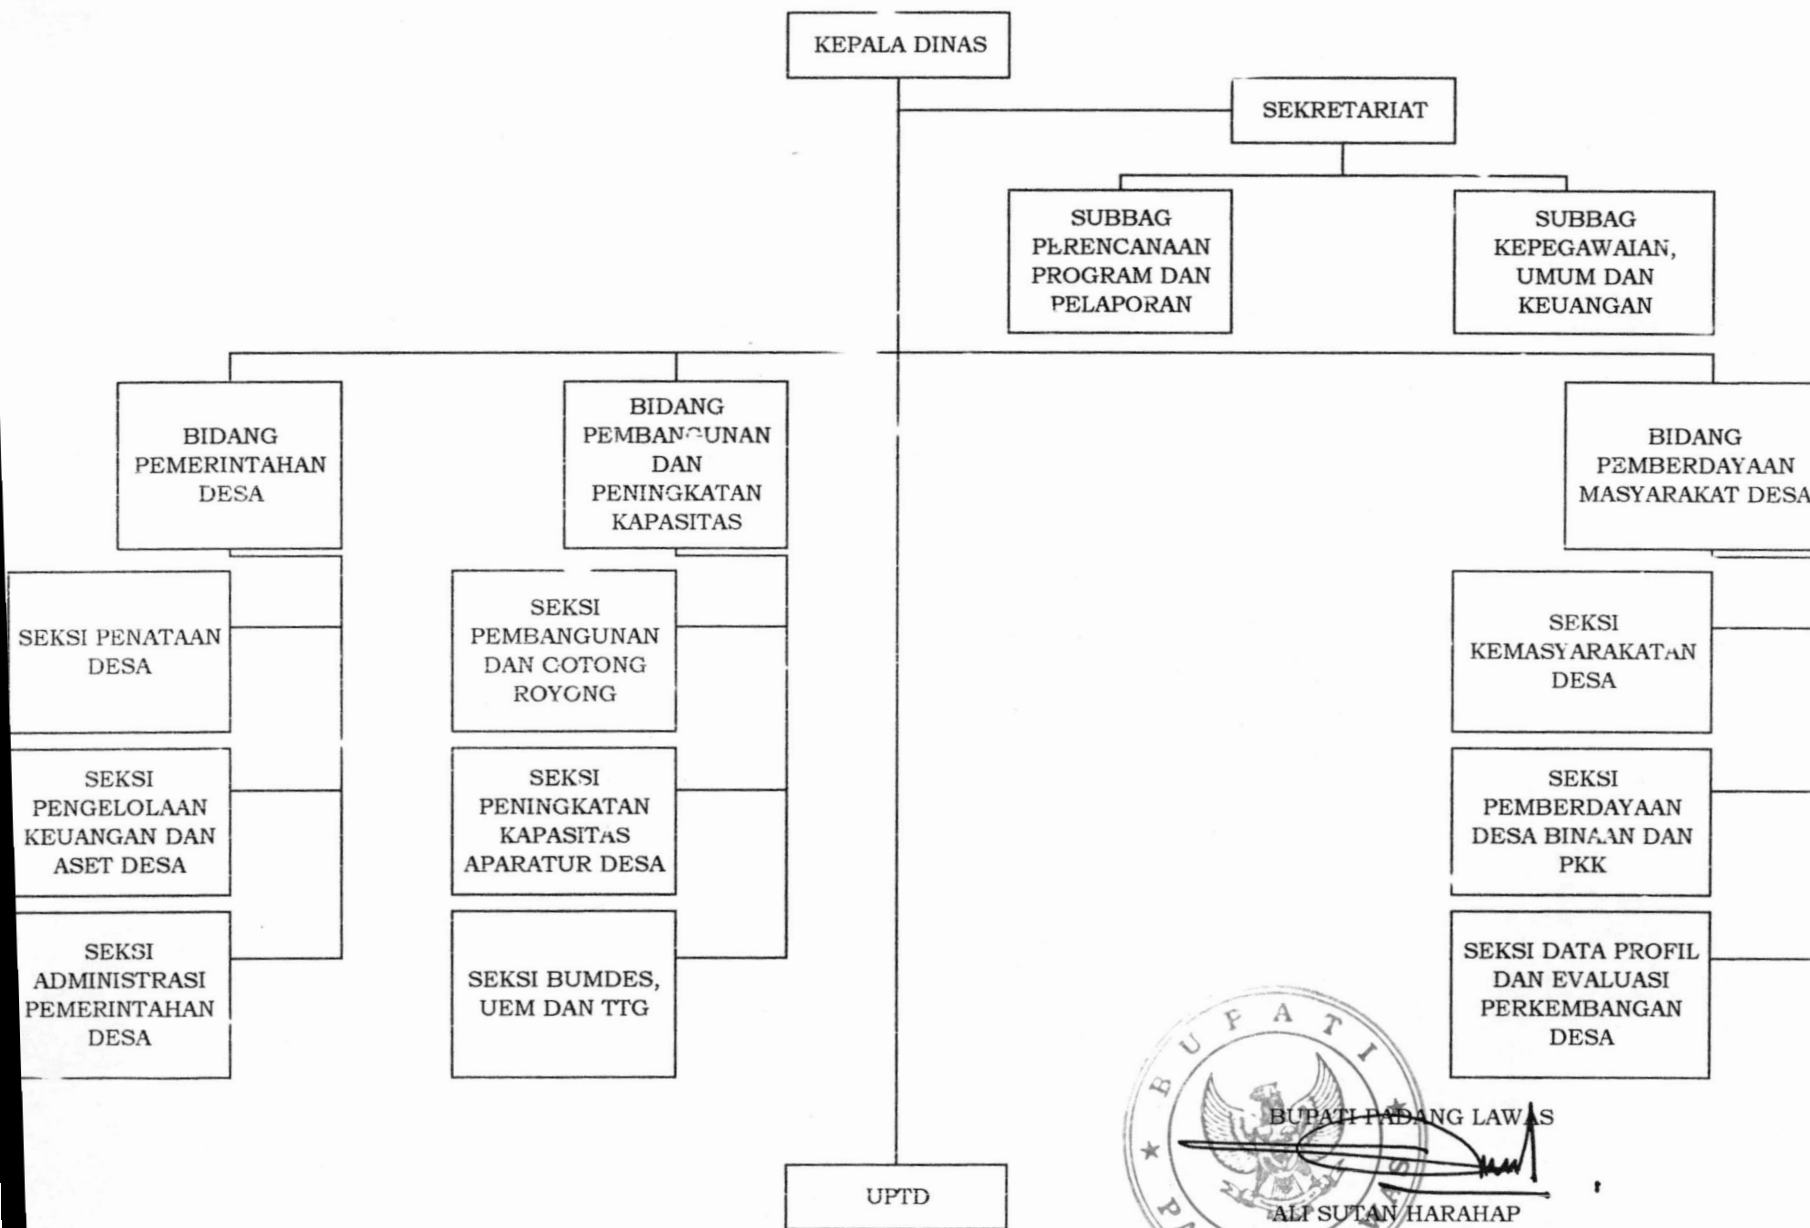 KEPALA DINAS
SEKRETARIAT
SUBBAG
PERENCANAAN
PROGRAM DAN
PELAPORAN
SUBBAG
KEPEGAWAIAN,
UMUM DAN
KEUANGAN
BIDANG
PEMERINTAHAN
DESA
BIDANG
PEMBANGUNAN
DAN
PENINGKATAN
KAPASITAS
BIDANG
PEMBERDAYAAN
MASYARAKAT DESA
SEKSI PENATAAN
DESA
SEKSI
PENGELOLAAN
KEUANGAN DAN
ASET DESA
SEKSI
ADMINISTRASI
PEMERINTAHAN
DESA
SEKSI
PEMBANGUNAN
DAN GOTONG
ROYONG
SEKSI
PENINGKATAN
KAPASITAS
APARATUR DESA
SEKSI BUMDES,
UEM DAN TTG
SEKSI
KEMASYARAKATAN
DESA
SEKSI
PEMBERDAYAAN
DESA BINAAN DAN
PKK
SEKSI DATA PROFIL
DAN EVALUASI
PERKEMBANGAN
DESA
UPTD
BUPATI
BUPATI PADANG LAWAS
ALI SUTAN HARAHAP